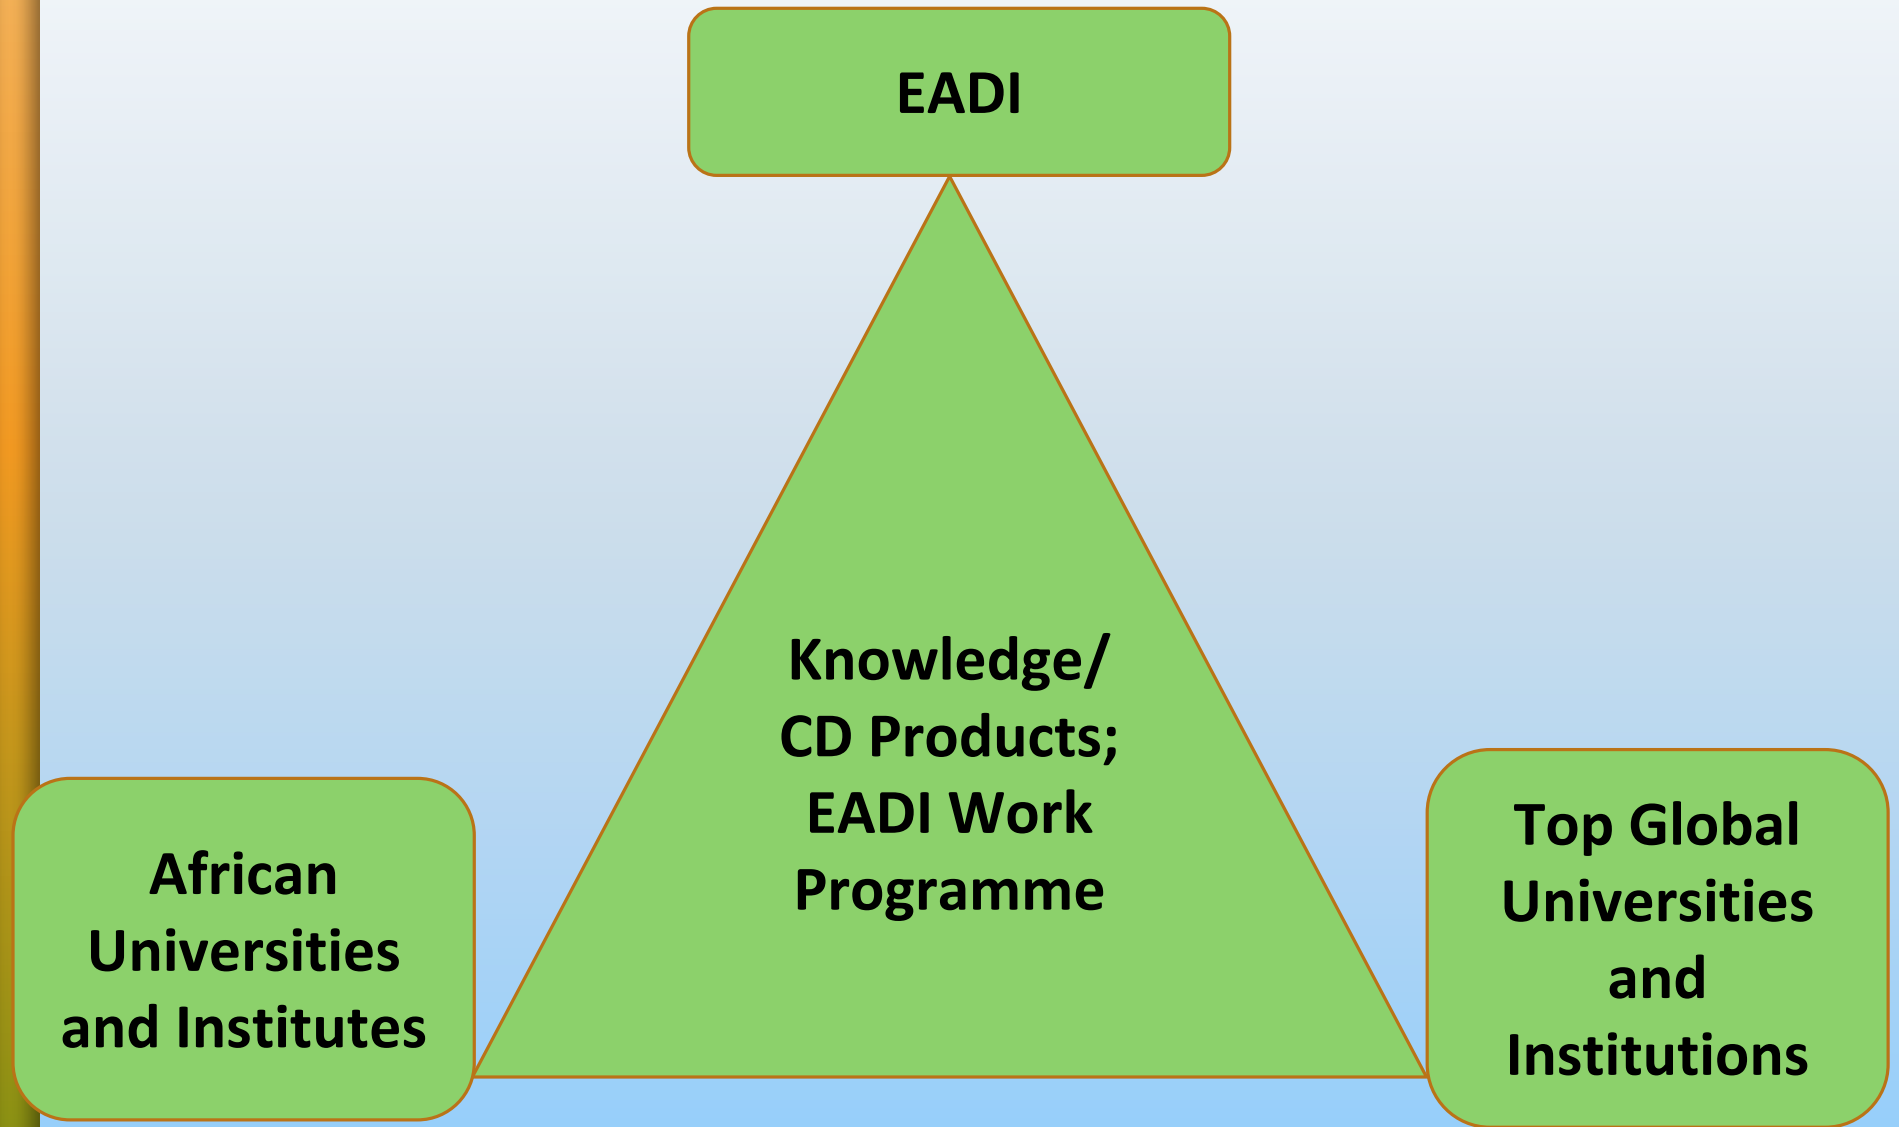 EADI
Knowledge/
CD Products;
EADI Work
Programme
African
Universities
and Institutes
Top Global
Universities
and
Institutions